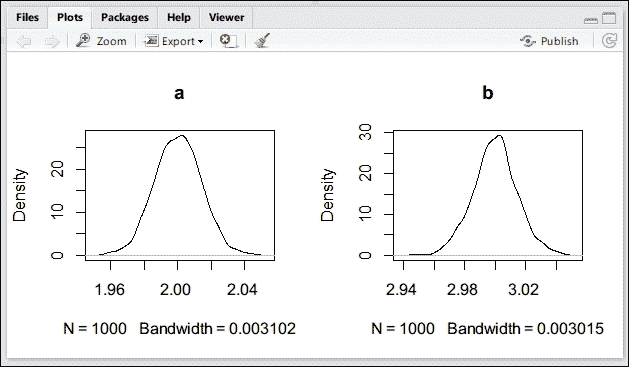 Files Plots Packages Help Viewer
Zoom Export Publish
a
Density
0 10 20
1.96 2.00 2.04
N = 1000 Bandwidth = 0.003102
b
Density
0 10 20 30
2.94 2.98 3.02
N = 1000 Bandwidth = 0.003015